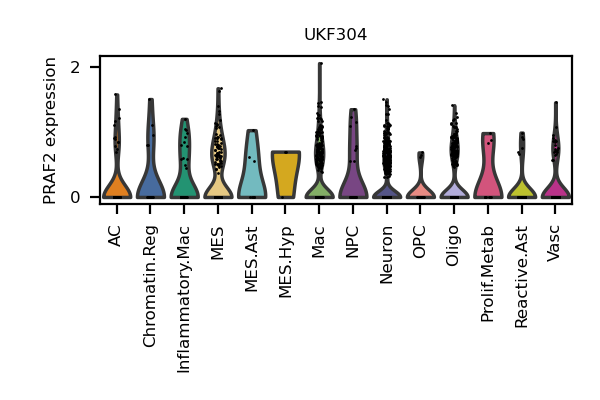 UKF304
PRAF2 expression
2
0
AC
Chromatin.Reg
Inflammatory.Mac
MES
MES.Ast
MES.Hyp
Mac
NPC
Neuron
OPC
Oligo
Prolif.Metab
Reactive.Ast
Vasc